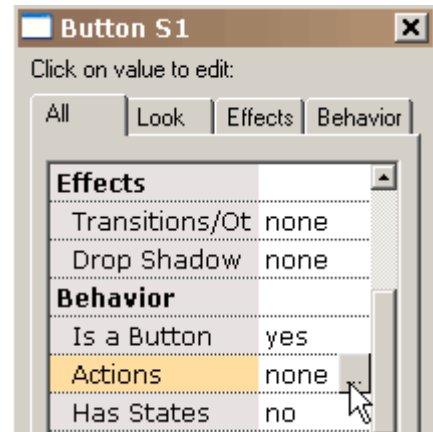 Button S1
Click on value to edit:
All Look Effects Behavior
Effects
Transitions/Ot none
Drop Shadow none
Behavior
Is a Button yes
Actions none ...
Has States no